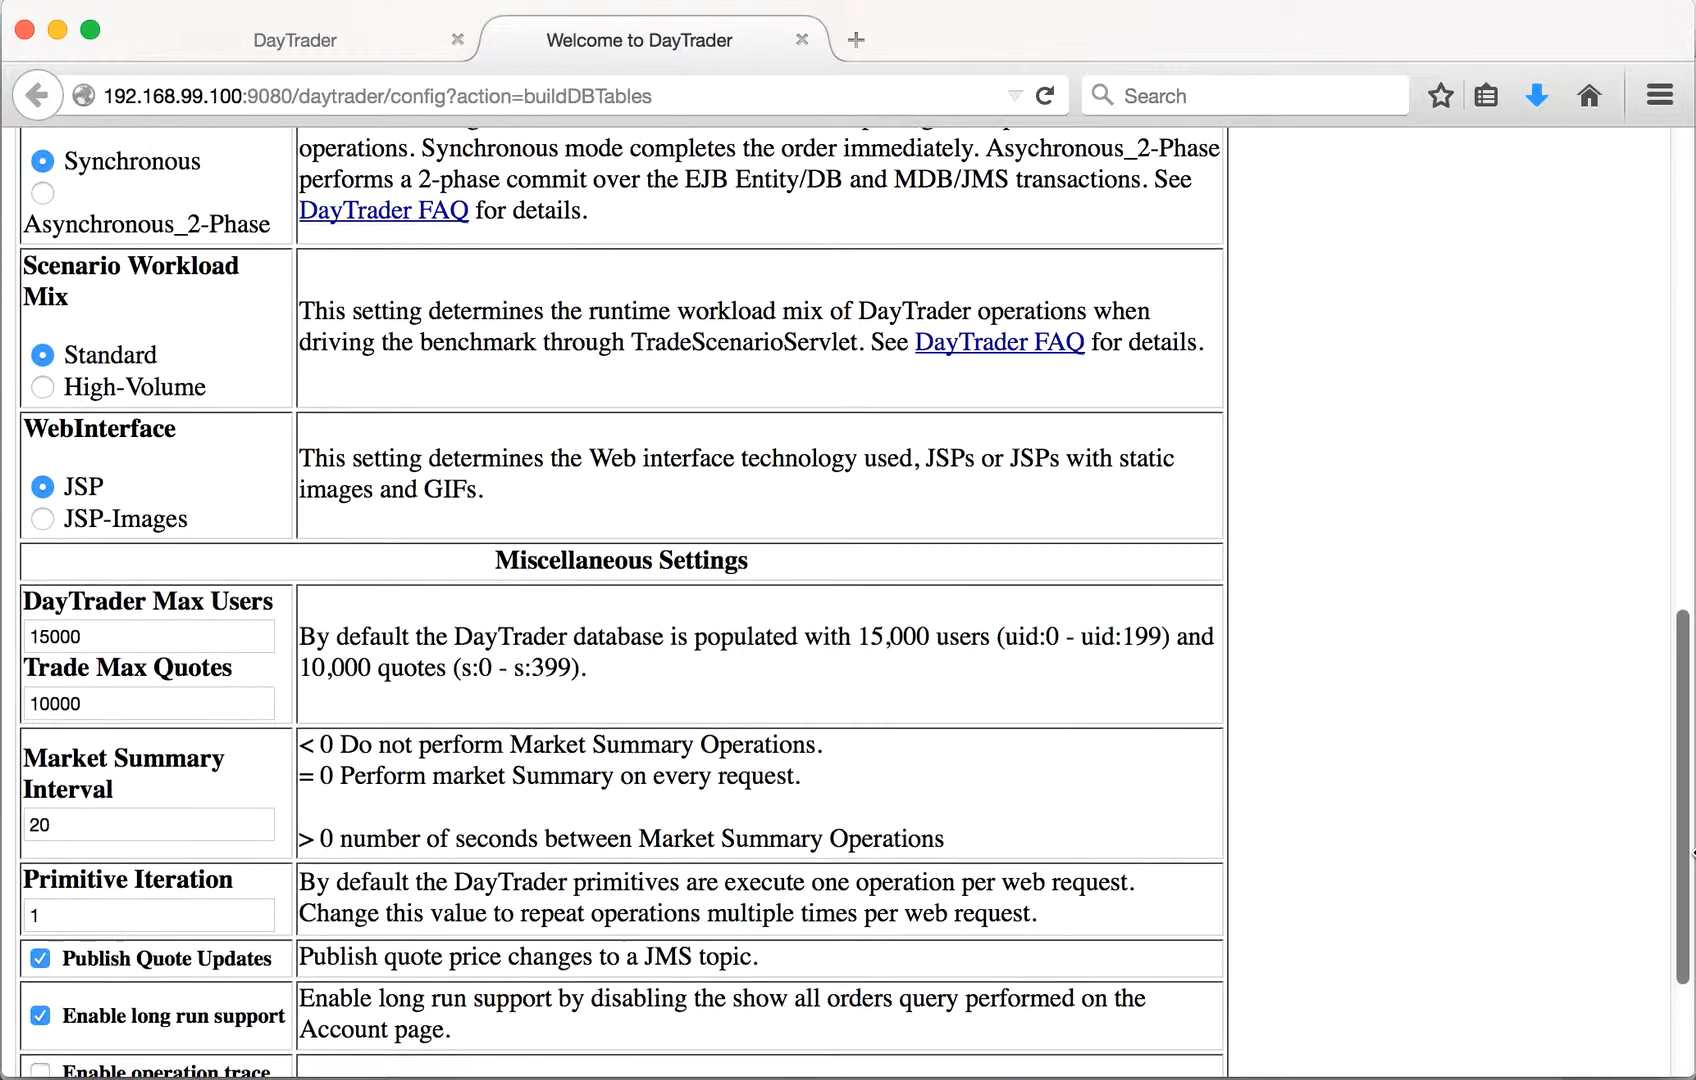 DayTrader
Welcome to DayTrader
192.168.99.100:9080/daytrader/config?action=buildDBTables
Search
Synchronous
Asynchronous_2-Phase
operations. Synchronous mode completes the order immediately. Asychronous_2-Phase
performs a 2-phase commit over the EJB Entity/DB and MDB/JMS transactions. See
DayTrader FAQ for details.
Scenario Workload
Mix
Standard
High-Volume
This setting determines the runtime workload mix of DayTrader operations when
driving the benchmark through TradeScenarioServlet. See DayTrader FAQ for details.
WebInterface
JSP
JSP-Images
This setting determines the Web interface technology used, JSPs or JSPs with static
images and GIFs.
Miscellaneous Settings
DayTrader Max Users
15000
Trade Max Quotes
10000
By default the DayTrader database is populated with 15,000 users (uid:0 - uid:199) and
10,000 quotes (s:0 - s:399).
Market Summary
Interval
20
< 0 Do not perform Market Summary Operations.
= 0 Perform market Summary on every request.
> 0 number of seconds between Market Summary Operations
Primitive Iteration
1
By default the DayTrader primitives are execute one operation per web request.
Change this value to repeat operations multiple times per web request.
Publish Quote Updates
Publish quote price changes to a JMS topic.
Enable long run support
Enable long run support by disabling the show all orders query performed on the
Account page.
Enable operation trace